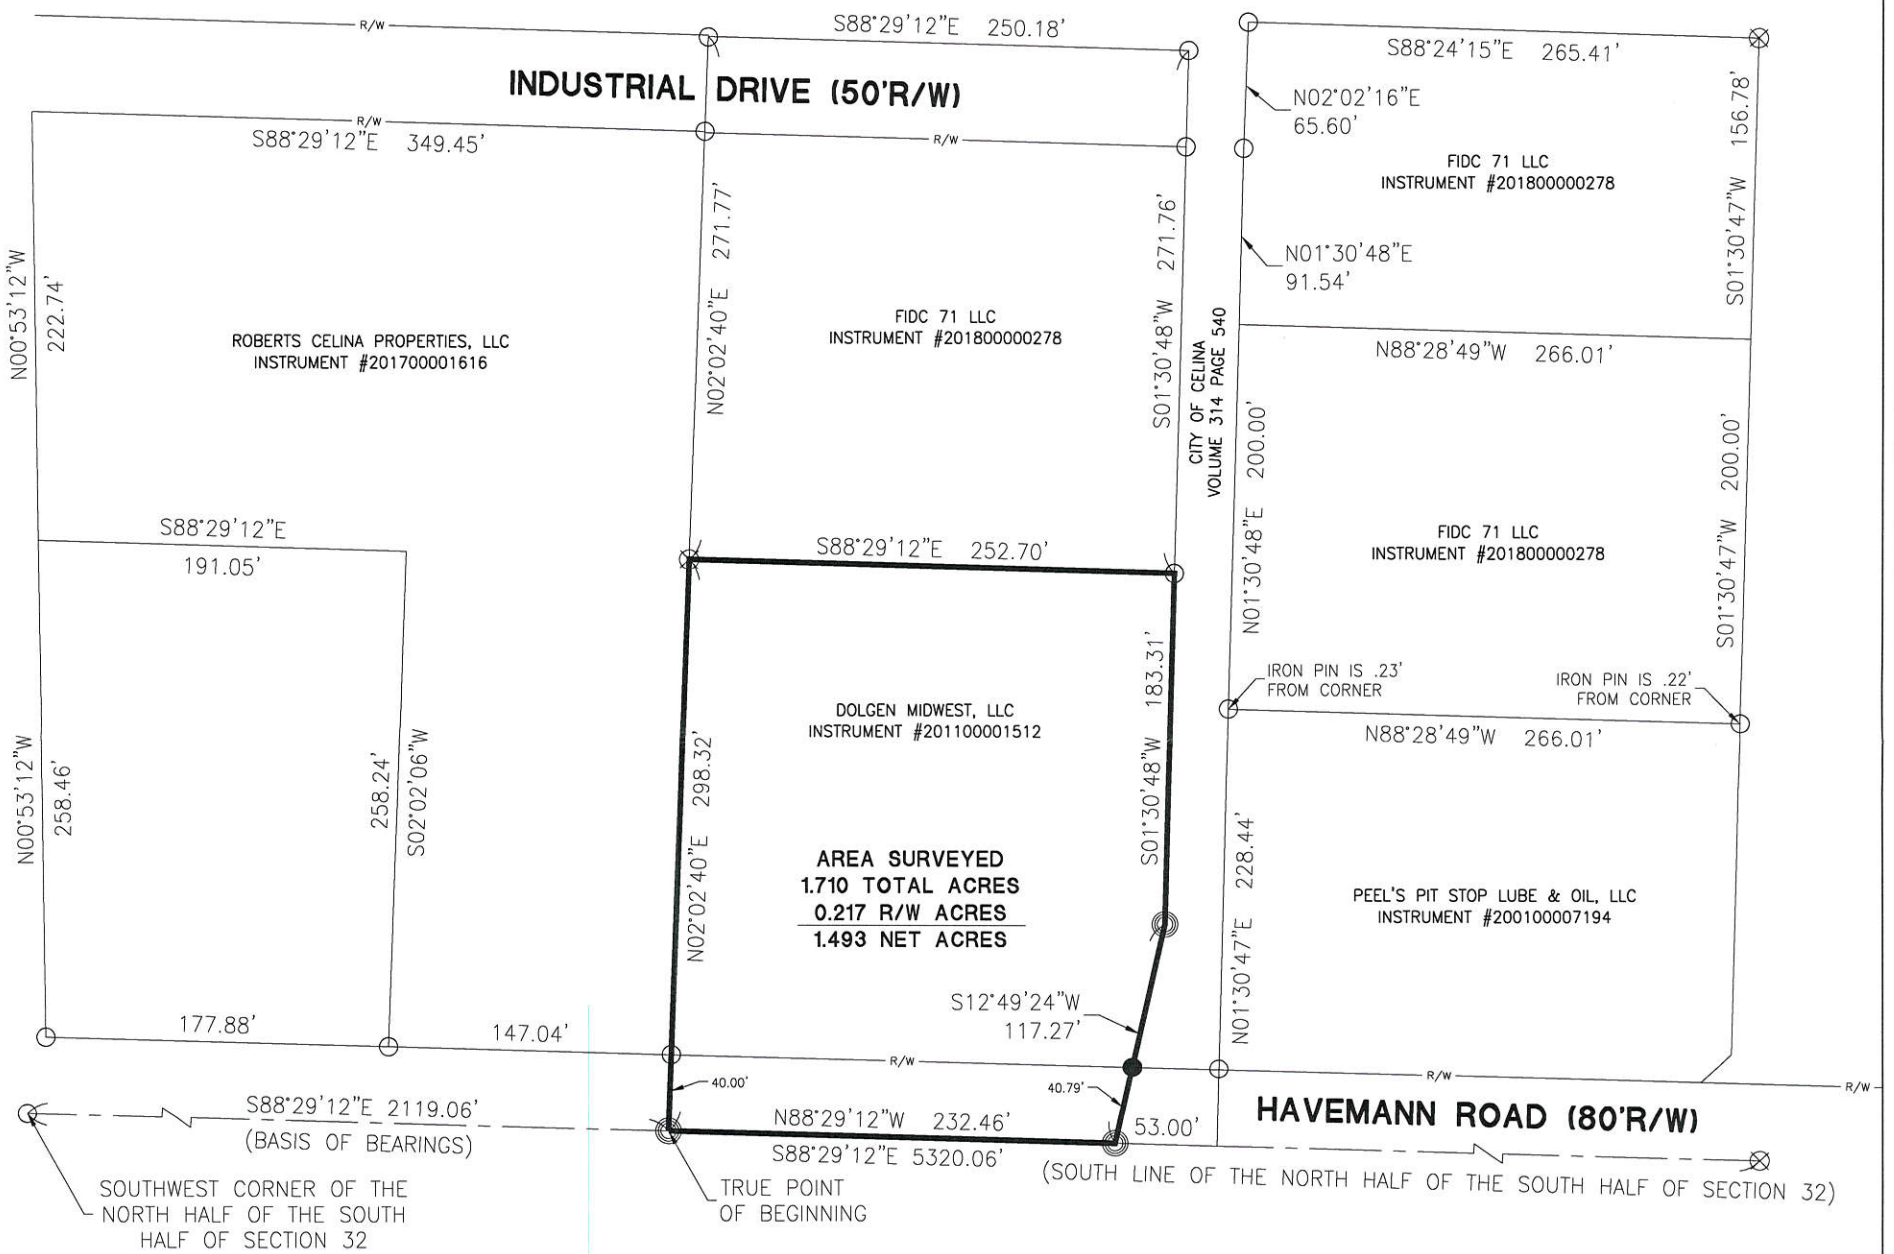 R/W
S88°29'12"E 250.18'
S88°24'15"E 265.41'
INDUSTRIAL DRIVE (50'R/W)
R/W
S88°29'12"E 349.45'
R/W
N02°02'16"E
65.60'
S01°30'47"W 156.78'
FIDC 71 LLC
INSTRUMENT #201800000278
N01°30'48"E
91.54'
N00°53'12"W
222.74'
ROBERTS CELINA PROPERTIES, LLC
INSTRUMENT #201700001616
N02°02'40"E 271.77'
FIDC 71 LLC
INSTRUMENT #201800000278
S01°30'48"W 271.76'
CITY OF CELINA
VOLUME 314 PAGE 540
N88°28'49"W 266.01'
N01°30'48"E 200.00'
FIDC 71 LLC
INSTRUMENT #201800000278
S01°30'47"W 200.00'
S88°29'12"E
191.05'
S88°29'12"E 252.70'
IRON PIN IS .23'
FROM CORNER
IRON PIN IS .22'
FROM CORNER
N88°28'49"W 266.01'
N00°53'12"W
258.46'
258.24'
S02°02'06"W
N02°02'40"E 298.32'
DOLGEN MIDWEST, LLC
INSTRUMENT #201100001512
S01°30'48"W 183.31'
AREA SURVEYED
1.710 TOTAL ACRES
0.217 R/W ACRES
1.493 NET ACRES
N01°30'47"E 228.44'
PEEL'S PIT STOP LUBE & OIL, LLC
INSTRUMENT #200100007194
S12°49'24"W
117.27'
177.88'
147.04'
R/W
R/W
R/W
40.00'
40.79'
S88°29'12"E 2119.06'
(BASIS OF BEARINGS)
N88°29'12"W 232.46'
53.00'
HAVEMANN ROAD (80'R/W)
S88°29'12"E 5320.06'
(SOUTH LINE OF THE NORTH HALF OF THE SOUTH HALF OF SECTION 32)
SOUTHWEST CORNER OF THE
NORTH HALF OF THE SOUTH
HALF OF SECTION 32
TRUE POINT
OF BEGINNING